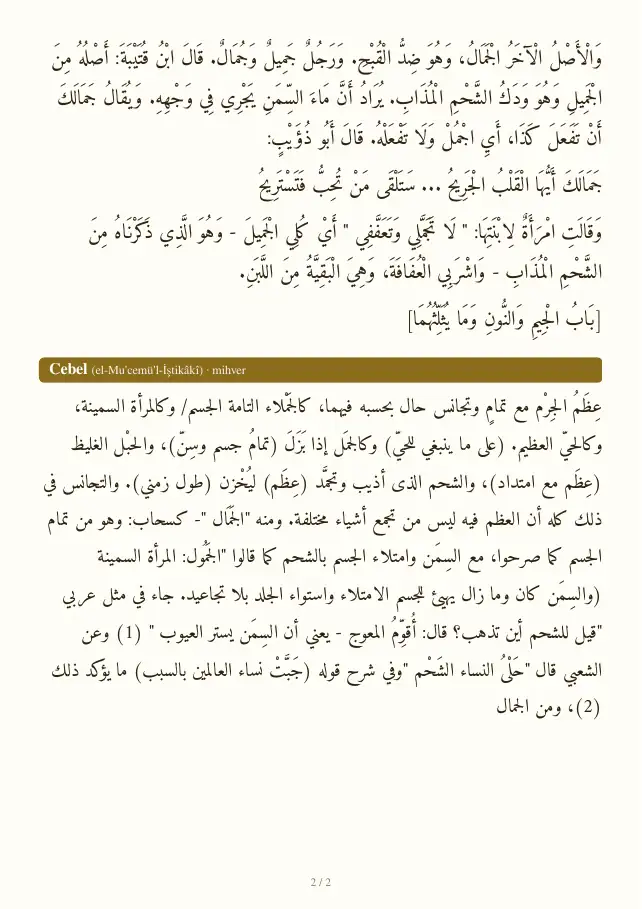 وَالْأَصْلُ الْآخَرُ الْجَمَالُ، وَهُوَ ضِدُّ الْقُبْحِ. وَرَجُلٌ جَمِيلٌ وَجُمَالٌ. قَالَ ابْنُ قُتَيْبَةَ: أَصْلُهُ مِنَ
الْجَمِيلِ وَهُوَ وَدَكُ الشَّحْمِ الْمُذَابِ. يُرَادُ أَنَّ مَاءَ السِّمَنِ يَجْرِي فِي وَجْهِهِ. وَيُقَالُ جَمَالَكَ
أَنْ تَفْعَلَ كَذَا، أَيِ اجْمُلْ وَلَا تَفْعَلْهُ. قَالَ أَبُو ذُؤَيْبٍ:
جَمَالَكَ أَيُّهَا الْقَلْبُ الْجَرِيحُ ... سَتَلْقَى مَنْ تُحِبُّ فَتَسْتَرِيحُ
وَقَالَتِ امْرَأَةٌ لِابْنَتِهَا: " لَا تَجَمَّلِي وَتَعَفَّفِي " أَيْ كُلِي الْجَمِيلَ - وَهُوَ الَّذِي ذَكَرْنَاهُ مِنَ
الشَّحْمِ الْمُذَابِ - وَاشْرَبِي الْعُفَافَةَ، وَهِيَ الْبَقِيَّةُ مِنَ اللَّبَنِ.
[بَابُ الْجِيمِ وَالنُّونِ وَمَا يُثَلِّثُهُمَا]
Cebel (el-Mu'cemü'l-İştikâkî) · mihver
عِظَمُ الجِرْم مع تمامٍ وتجانس حال بحسبه فيهما، كالجَمْلاء التامة الجسم/ وكالمرأة السمينة،
وكالحيّ العظيم. (على ما ينبغي للحيّ) وكالجمَل إذا بَزَلَ (تمامُ جسم وسِنّ)، والحبْل الغليظ
(عِظَم مع امتداد)، والشحم الذى أذيب وتجمَّد (عِظَم) ليُخْزن (طول زمني). والتجانس في
ذلك كله أن العظم فيه ليس من تجمع أشياء مختلفة. ومنه "الجَمَال "- كسحاب: وهو من تمام
الجسم كما صرحوا، مع السِمَن وامتلاء الجسم بالشحم كما قالوا "الجَمُول: المرأة السمينة
(والسِمَن كان وما زال يهيئ للجسم الامتلاء واستواء الجلد بلا تجاعيد. جاء في مثل عربي
"قيل للشحم أين تذهب؟ قال: أُقوِّمُ المعوج - يعني أن السِمَن يستر العيوب " (1) وعن
الشعبي قال "حَلْىُ النساء الشَحْم "وفي شرح قوله (جَبَّتْ نساء العالمين بالسبب) ما يؤكد ذلك
(2)، ومن الجمال
2 / 2